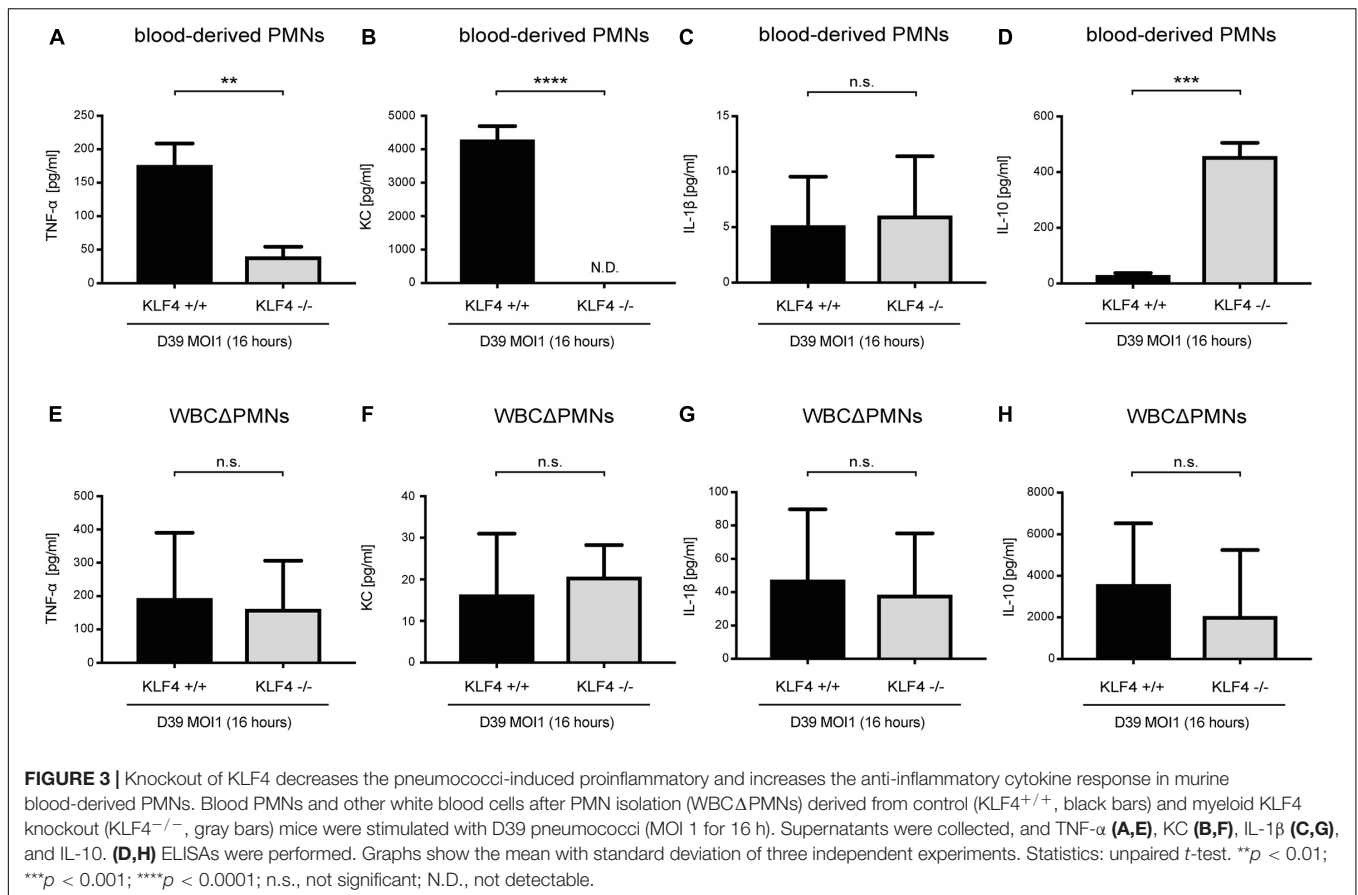 A blood-derived PMNs
**
TNF-α [pg/ml]
250
200
150
100
50
0
KLF4 +/+ KLF4 -/-
D39 MOI1 (16 hours)
B blood-derived PMNs
****
KC [pg/ml]
5000
4000
3000
2000
1000
0
N.D.
KLF4 +/+ KLF4 -/-
D39 MOI1 (16 hours)
C blood-derived PMNs
n.s.
IL-1β [pg/ml]
15
10
5
0
KLF4 +/+ KLF4 -/-
D39 MOI1 (16 hours)
D blood-derived PMNs
***
IL-10 [pg/ml]
600
400
200
0
KLF4 +/+ KLF4 -/-
D39 MOI1 (16 hours)
E WBCΔPMNs
n.s.
TNF-α [pg/ml]
500
400
300
200
100
0
KLF4 +/+ KLF4 -/-
D39 MOI1 (16 hours)
F WBCΔPMNs
n.s.
KC [pg/ml]
40
30
20
10
0
KLF4 +/+ KLF4 -/-
D39 MOI1 (16 hours)
G WBCΔPMNs
n.s.
IL-1β [pg/ml]
100
80
60
40
20
0
KLF4 +/+ KLF4 -/-
D39 MOI1 (16 hours)
H WBCΔPMNs
n.s.
IL-10 [pg/ml]
8000
6000
4000
2000
0
KLF4 +/+ KLF4 -/-
D39 MOI1 (16 hours)
FIGURE 3 | Knockout of KLF4 decreases the pneumococci-induced proinflammatory and increases the anti-inflammatory cytokine response in murine
blood-derived PMNs. Blood PMNs and other white blood cells after PMN isolation (WBCΔPMNs) derived from control (KLF4+/+, black bars) and myeloid KLF4
knockout (KLF4−/−, gray bars) mice were stimulated with D39 pneumococci (MOI 1 for 16 h). Supernatants were collected, and TNF-α (A,E), KC (B,F), IL-1β (C,G),
and IL-10. (D,H) ELISAs were performed. Graphs show the mean with standard deviation of three independent experiments. Statistics: unpaired t-test. **p < 0.01;
***p < 0.001; ****p < 0.0001; n.s., not significant; N.D., not detectable.